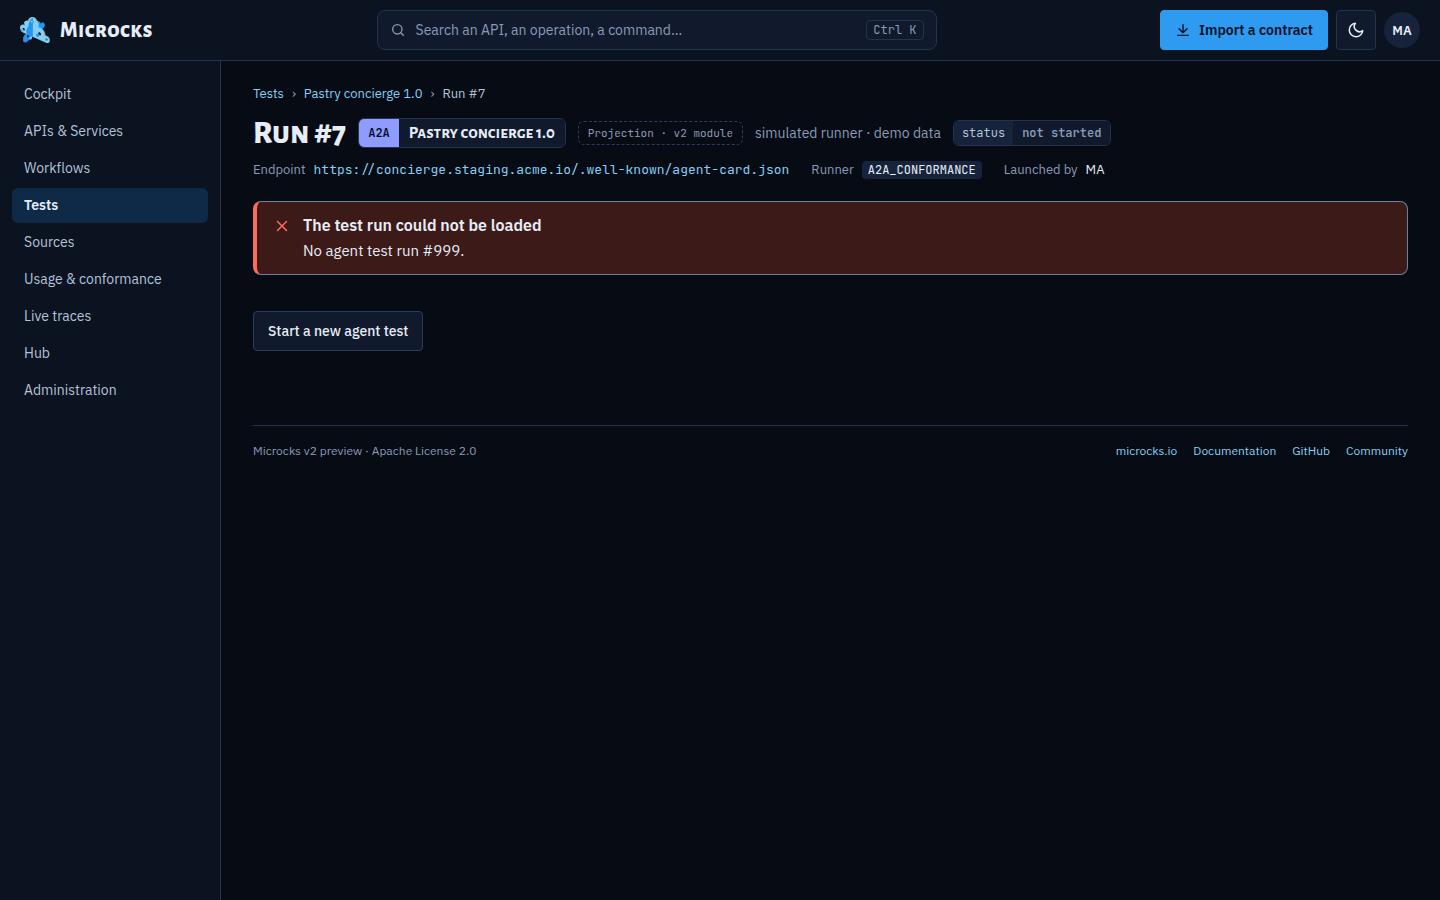 Microcks
Search an API, an operation, a command...
Ctrl K
Import a contract
MA
Cockpit
APIs & Services
Workflows
Tests
Sources
Usage & conformance
Live traces
Hub
Administration
Tests › Pastry concierge 1.0 › Run #7
Run #7 A2A Pastry concierge 1.0 Projection · v2 module simulated runner · demo data status not started
Endpoint https://concierge.staging.acme.io/.well-known/agent-card.json Runner A2A_CONFORMANCE Launched by MA
The test run could not be loaded
No agent test run #999.
Start a new agent test
Microcks v2 preview · Apache License 2.0
microcks.io Documentation GitHub Community